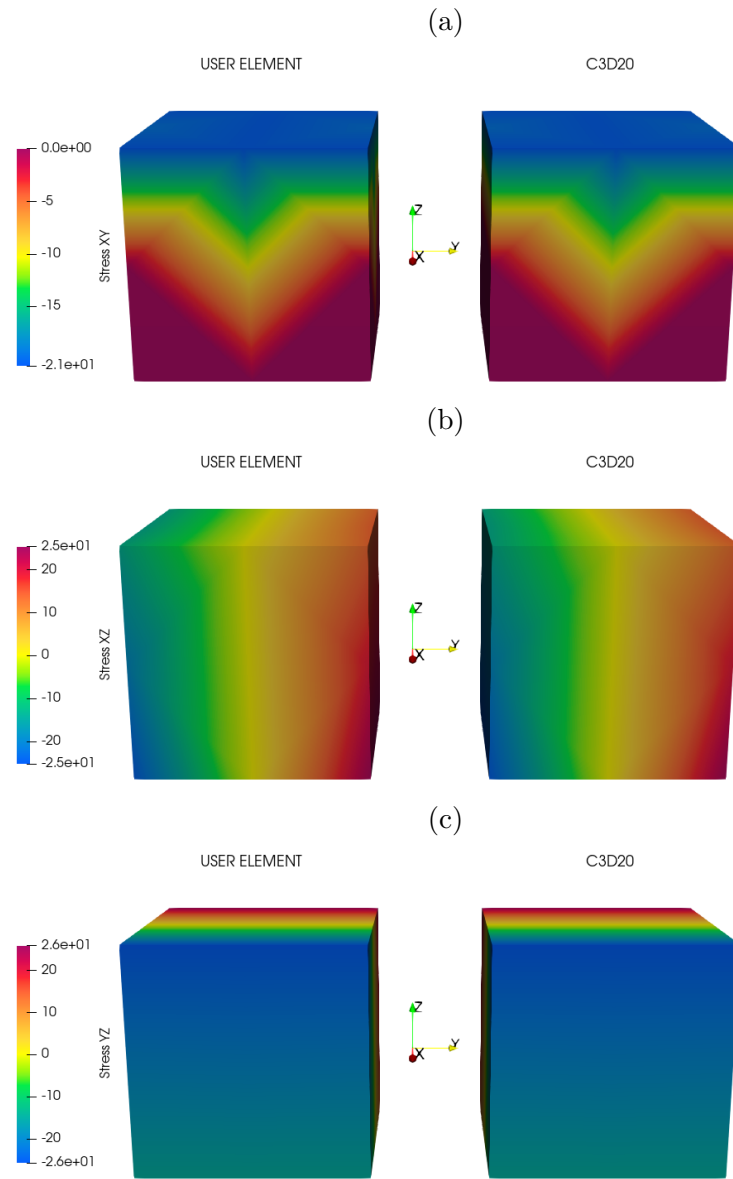 (a)
USER ELEMENT
C3D20
0.0e+00
-5
-10
-15
-2.1e+01
Stress XY
Z
Y
X
(b)
USER ELEMENT
C3D20
2.5e+01
20
10
0
-10
-20
-2.5e+01
Stress XZ
Z
Y
X
(c)
USER ELEMENT
C3D20
2.6e+01
20
10
0
-10
-20
-2.6e+01
Stress YZ
Z
Y
X